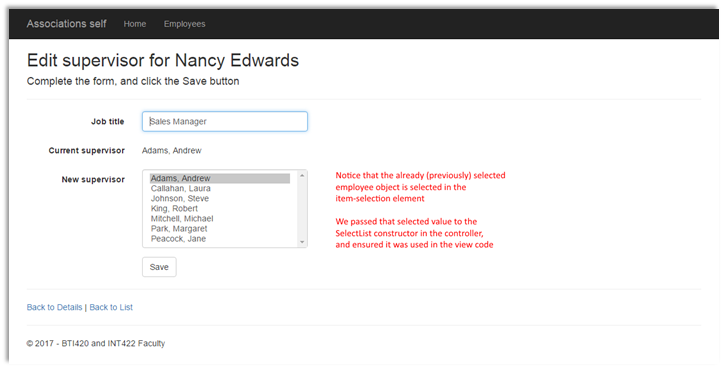 Associations self Home Employees
Edit supervisor for Nancy Edwards
Complete the form, and click the Save button
Job title Sales Manager
Current supervisor Adams, Andrew
New supervisor
Adams, Andrew
Callahan, Laura
Johnson, Steve
King, Robert
Mitchell, Michael
Park, Margaret
Peacock, Jane
Notice that the already (previously) selected
employee object is selected in the
item-selection element
We passed that selected value to the
SelectList constructor in the controller,
and ensured it was used in the view code
Save
Back to Details | Back to List
© 2017 - BTI420 and INT422 Faculty